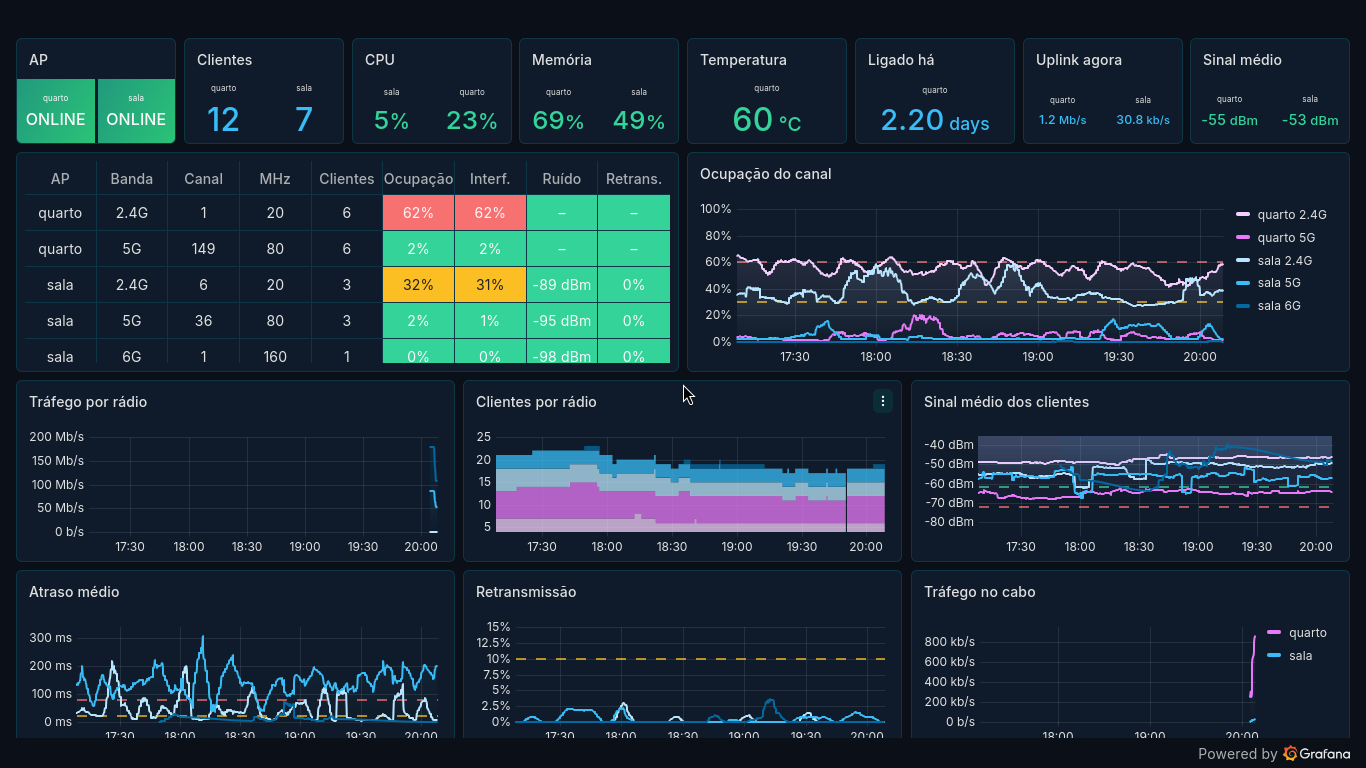 AP
quarto sala
ONLINE ONLINE
Clientes
quarto sala
12 7
CPU
sala quarto
5% 23%
Memória
quarto sala
69% 49%
Temperatura
quarto
60 °C
Ligado há
quarto
2.20 days
Uplink agora
quarto sala
1.2 Mb/s 30.8 kb/s
Sinal médio
quarto sala
-55 dBm -53 dBm
AP Banda Canal MHz Clientes Ocupação Interf. Ruído Retrans.
quarto 2.4G 1 20 6 62% 62% – –
quarto 5G 149 80 6 2% 2% – –
sala 2.4G 6 20 3 32% 31% -89 dBm 0%
sala 5G 36 80 3 2% 1% -95 dBm 0%
sala 6G 1 160 1 0% 0% -98 dBm 0%
Ocupação do canal
100%
80%
60%
40%
20%
0%
17:30 18:00 18:30 19:00 19:30 20:00
quarto 2.4G
quarto 5G
sala 2.4G
sala 5G
sala 6G
Tráfego por rádio
200 Mb/s
150 Mb/s
100 Mb/s
50 Mb/s
0 b/s
17:30 18:00 18:30 19:00 19:30 20:00
Clientes por rádio
25
20
15
10
5
17:30 18:00 18:30 19:00 19:30 20:00
Sinal médio dos clientes
-40 dBm
-50 dBm
-60 dBm
-70 dBm
-80 dBm
17:30 18:00 18:30 19:00 19:30 20:00
Atraso médio
300 ms
200 ms
100 ms
0 ms
17:30 18:00 18:30 19:00 19:30 20:00
Retransmissão
15%
12.5%
10%
7.5%
5%
2.5%
0%
17:30 18:00 18:30 19:00 19:30 20:00
Tráfego no cabo
800 kb/s
600 kb/s
400 kb/s
200 kb/s
0 b/s
18:00 19:00 20:00
quarto
sala
Powered by Grafana